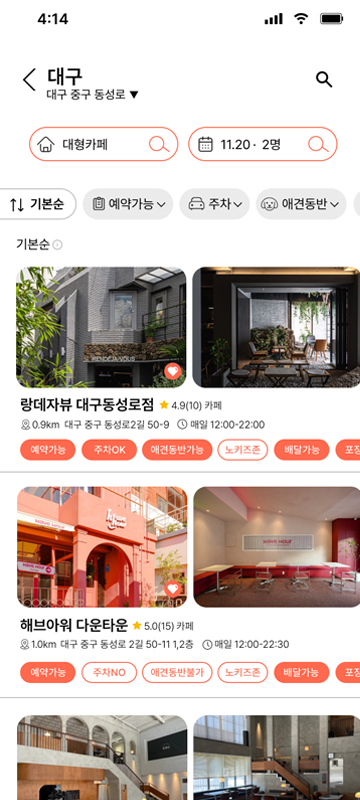 4:14
대구
대구 중구 동성로 ▼
대형카페
11.20 · 2명
기본순
예약가능
주차
애견동반
기본순
RENDEJA-VOUS
랑데자뷰 대구동성로점 ★ 4.9(10) 카페
0.9km 대구 중구 동성로2길 50-9 매일 12:00-22:00
예약가능 주차OK 애견동반가능 노키즈존 배달가능 포장
HAVE HOUR
해브아워 다운타운 ★ 5.0(15) 카페
1.0km 대구 중구 동성로 2길 50-11 1,2층 매일 12:00-22:30
예약가능 주차NO 애견동반불가 노키즈존 배달가능 포장